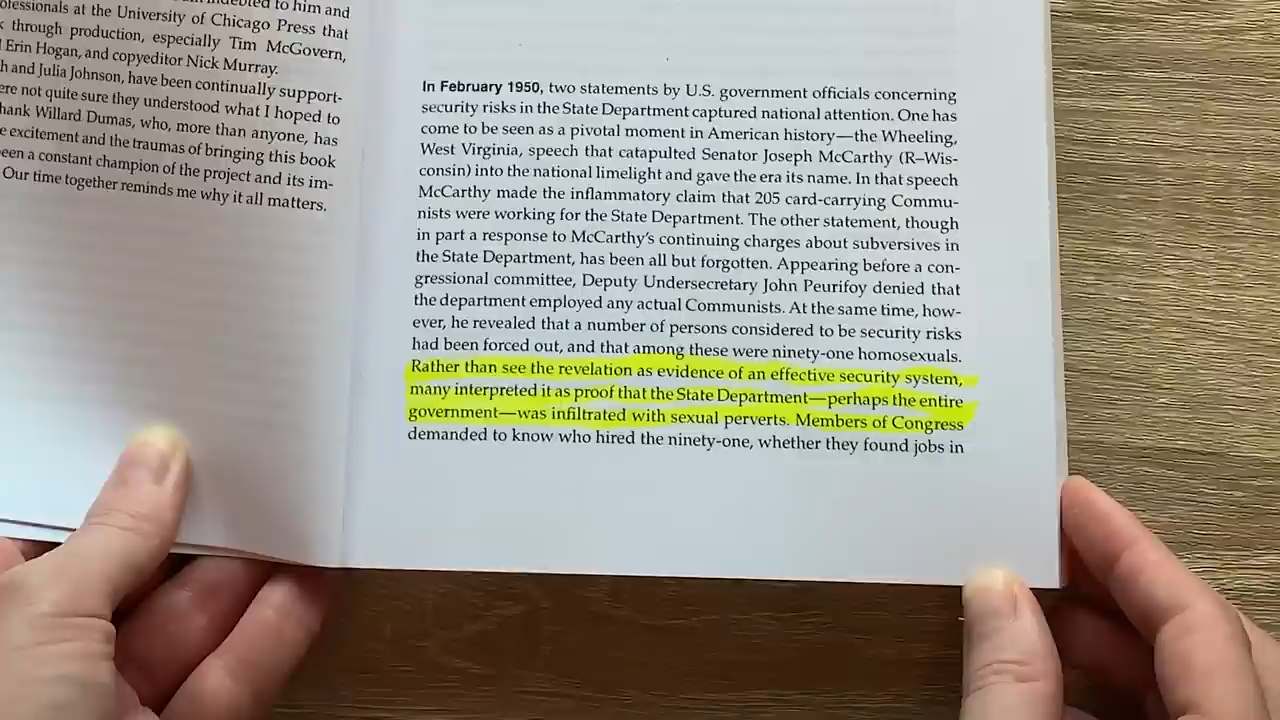 indebted to him and
ofessionals at the University of Chicago Press that
through production, especially Tim McGovern,
Erin Hogan, and copyeditor Nick Murray.
h and Julia Johnson, have been continually support-
ere not quite sure they understood what I hoped to
hank Willard Dumas, who, more than anyone, has
e excitement and the traumas of bringing this book
een a constant champion of the project and its im-
Our time together reminds me why it all matters.
In February 1950, two statements by U.S. government officials concerning
security risks in the State Department captured national attention. One has
come to be seen as a pivotal moment in American history—the Wheeling,
West Virginia, speech that catapulted Senator Joseph McCarthy (R–Wis-
consin) into the national limelight and gave the era its name. In that speech
McCarthy made the inflammatory claim that 205 card-carrying Commu-
nists were working for the State Department. The other statement, though
in part a response to McCarthy's continuing charges about subversives in
the State Department, has been all but forgotten. Appearing before a con-
gressional committee, Deputy Undersecretary John Peurifoy denied that
the department employed any actual Communists. At the same time, how-
ever, he revealed that a number of persons considered to be security risks
had been forced out, and that among these were ninety-one homosexuals.
Rather than see the revelation as evidence of an effective security system,
many interpreted it as proof that the State Department—perhaps the entire
government—was infiltrated with sexual perverts. Members of Congress
demanded to know who hired the ninety-one, whether they found jobs in